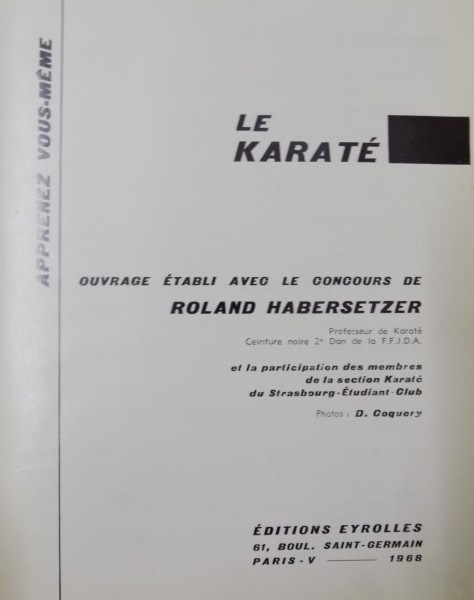 APPRENEZ VOUS-MÊME
LE
KARATÉ
OUVRAGE ÉTABLI AVEC LE CONCOURS DE
ROLAND HABERSETZER
Professeur de Karaté
Ceinture noire 2e Dan de la F.F.J.D.A.
et la participation des membres
de la section Karaté
du Strasbourg-Étudiant-Club
Photos : D. Coquery
ÉDITIONS EYROLLES
61, BOUL. SAINT-GERMAIN
PARIS-V —— 1968